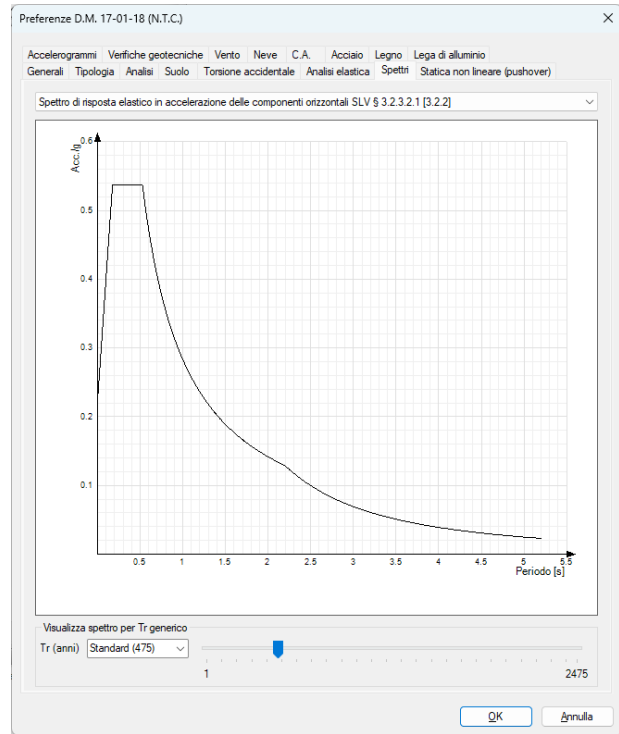 Preferenze D.M. 17-01-18 (N.T.C.)
Accelerogrammi Verifiche geotecniche Vento Neve C.A. Acciaio Legno Lega di alluminio
Generali Tipologia Analisi Suolo Torsione accidentale Analisi elastica Spettri Statica non lineare (pushover)
Spettro di risposta elastico in accelerazione delle componenti orizzontali SLV § 3.2.3.2.1 [3.2.2]
Acc./g
0.6
0.5
0.4
0.3
0.2
0.1
0.5 1 1.5 2 2.5 3 3.5 4 4.5 5 5.5
Periodo [s]
Visualizza spettro per Tr generico
Tr (anni) Standard (475)
1 2475
OK Annulla